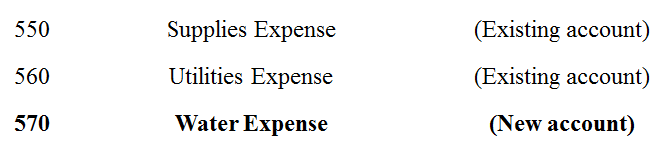 550 Supplies Expense (Existing account)
560 Utilities Expense (Existing account)
570 Water Expense (New account)